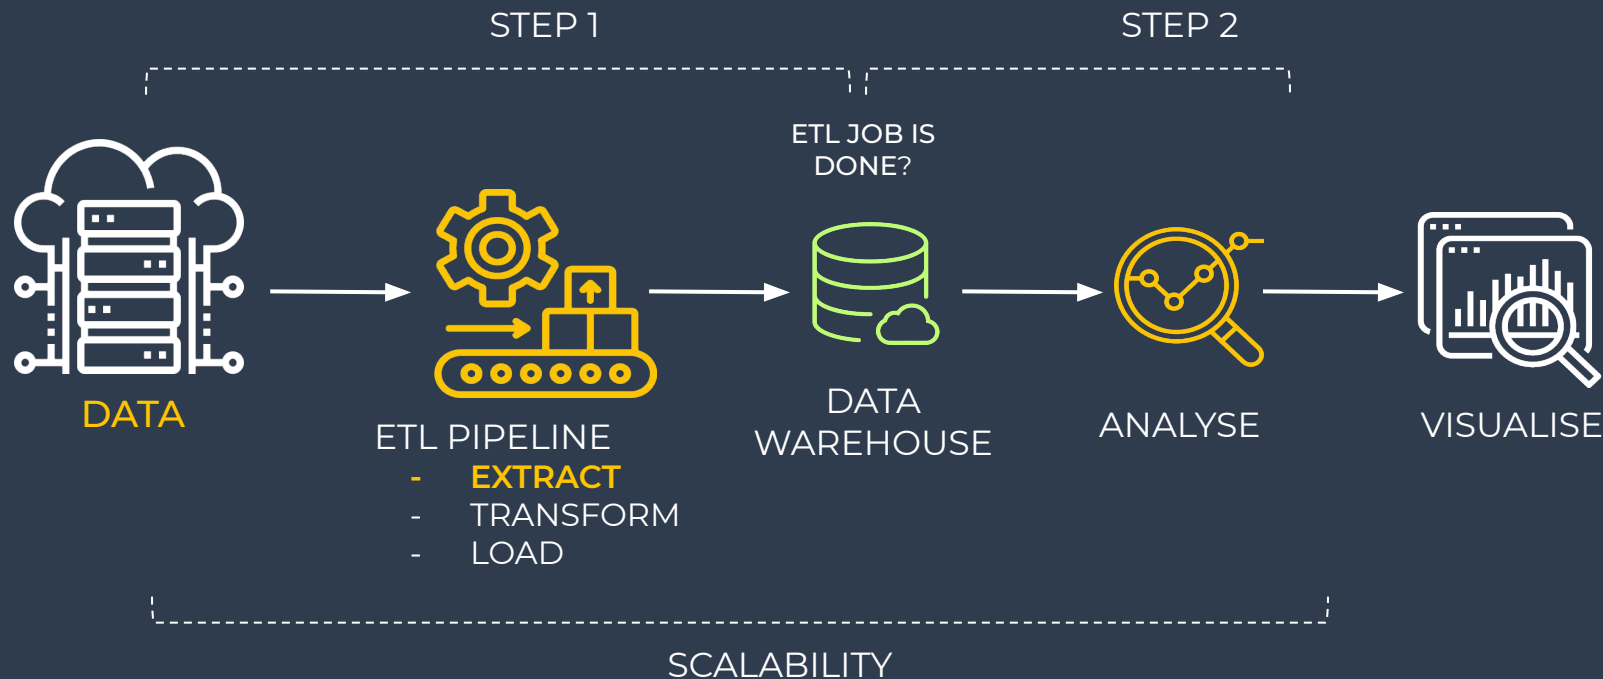 STEP 1
STEP 2
ETL JOB IS
DONE?
DATA
ETL PIPELINE
- EXTRACT
- TRANSFORM
- LOAD
DATA
WAREHOUSE
ANALYSE
VISUALISE
SCALABILITY